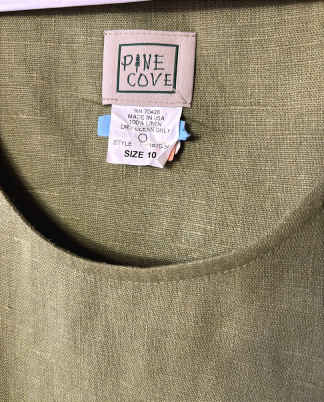 PINE
COVE
MADE IN USA
100% LINEN
DRY CLEAN ONLY
STYLE
SIZE 10